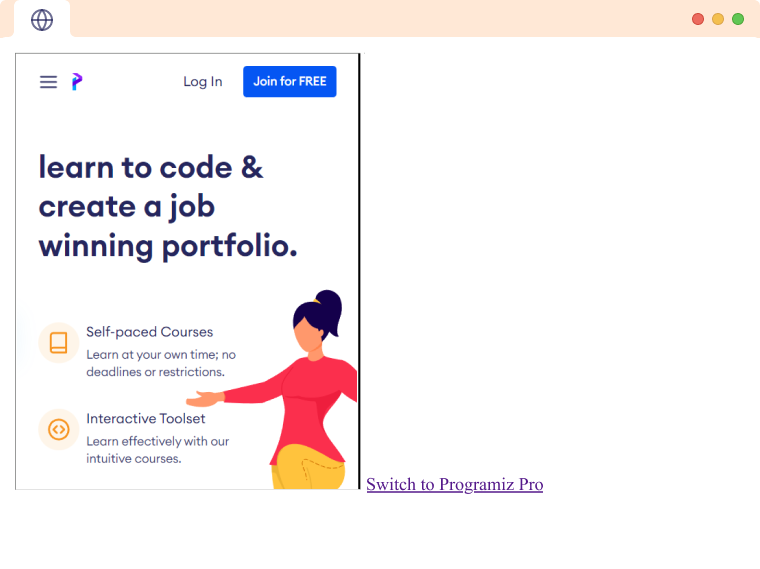 Log In Join for FREE
learn to code &
create a job
winning portfolio.
Self-paced Courses
Learn at your own time; no
deadlines or restrictions.
Interactive Toolset
Learn effectively with our
intuitive courses.
Switch to Programiz Pro